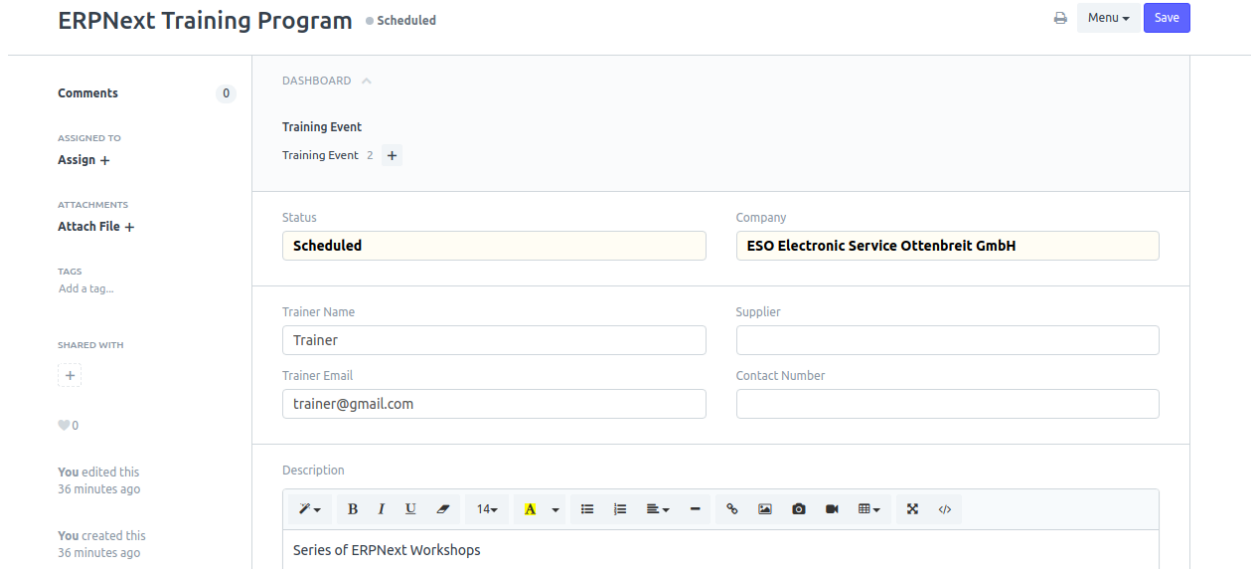 ERPNext Training Program Scheduled
Menu Save
Comments 0
ASSIGNED TO
Assign +
ATTACHMENTS
Attach File +
TAGS
Add a tag...
SHARED WITH
+
0
You edited this
36 minutes ago
You created this
36 minutes ago
DASHBOARD
Training Event
Training Event 2 +
Status
Scheduled
Company
ESO Electronic Service Ottenbreit GmbH
Trainer Name
Trainer
Supplier
Trainer Email
trainer@gmail.com
Contact Number
Description
B I U 14 A </>
Series of ERPNext Workshops